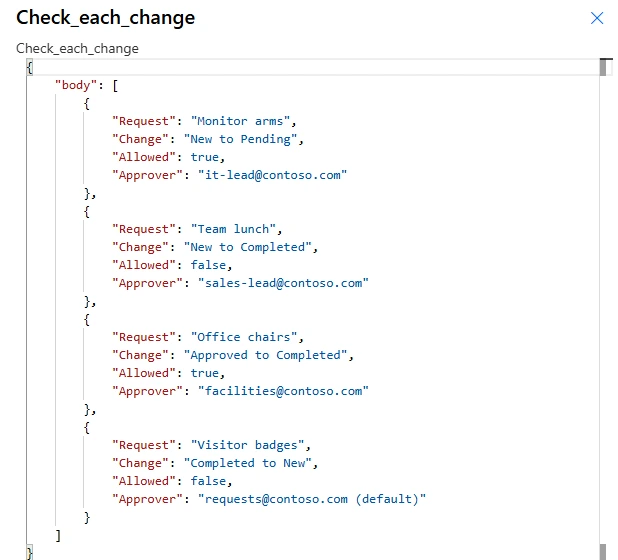 Check_each_change
Check_each_change
{
"body": [
{
"Request": "Monitor arms",
"Change": "New to Pending",
"Allowed": true,
"Approver": "it-lead@contoso.com"
},
{
"Request": "Team lunch",
"Change": "New to Completed",
"Allowed": false,
"Approver": "sales-lead@contoso.com"
},
{
"Request": "Office chairs",
"Change": "Approved to Completed",
"Allowed": true,
"Approver": "facilities@contoso.com"
},
{
"Request": "Visitor badges",
"Change": "Completed to New",
"Allowed": false,
"Approver": "requests@contoso.com (default)"
}
]
}